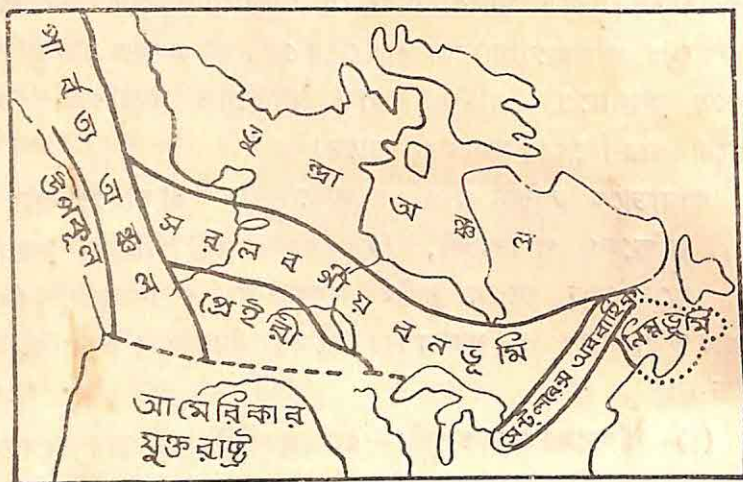 পার্বত্য অঞ্চল
উপকূল
তুন্দ্রা অঞ্চল
সরলবর্গীয় বনভূমি
প্রেইরী
সেন্ট লরেন্স অববাহিকা
নিম্নভূমি
আমেরিকার
যুক্তরাষ্ট্র